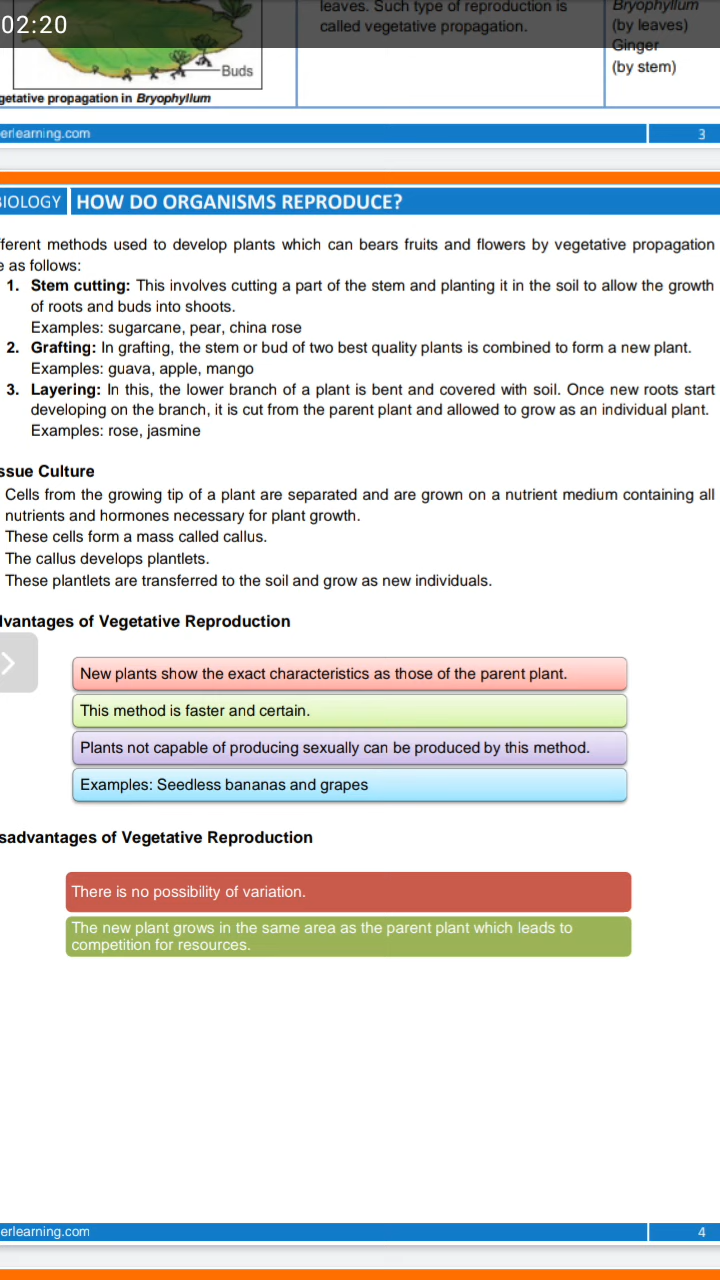 leaves. Such type of reproduction is
called vegetative propagation.
Bryophyllum
(by leaves)
Ginger
(by stem)
02:20
Buds
getative propagation in Bryophyllum
erlearning.com
3
BIOLOGY
HOW DO ORGANISMS REPRODUCE?
fferent methods used to develop plants which can bears fruits and flowers by vegetative propagation
e as follows:
1. Stem cutting: This involves cutting a part of the stem and planting it in the soil to allow the growth
of roots and buds into shoots.
Examples: sugarcane, pear, china rose
2. Grafting: In grafting, the stem or bud of two best quality plants is combined to form a new plant.
Examples: guava, apple, mango
3. Layering: In this, the lower branch of a plant is bent and covered with soil. Once new roots start
developing on the branch, it is cut from the parent plant and allowed to grow as an individual plant.
Examples: rose, jasmine
ssue Culture
Cells from the growing tip of a plant are separated and are grown on a nutrient medium containing all
nutrients and hormones necessary for plant growth.
These cells form a mass called callus.
The callus develops plantlets.
These plantlets are transferred to the soil and grow as new individuals.
lvantages of Vegetative Reproduction
New plants show the exact characteristics as those of the parent plant.
This method is faster and certain.
Plants not capable of producing sexually can be produced by this method.
Examples: Seedless bananas and grapes
sadvantages of Vegetative Reproduction
There is no possibility of variation.
The new plant grows in the same area as the parent plant which leads to
competition for resources.
erlearning.com
4